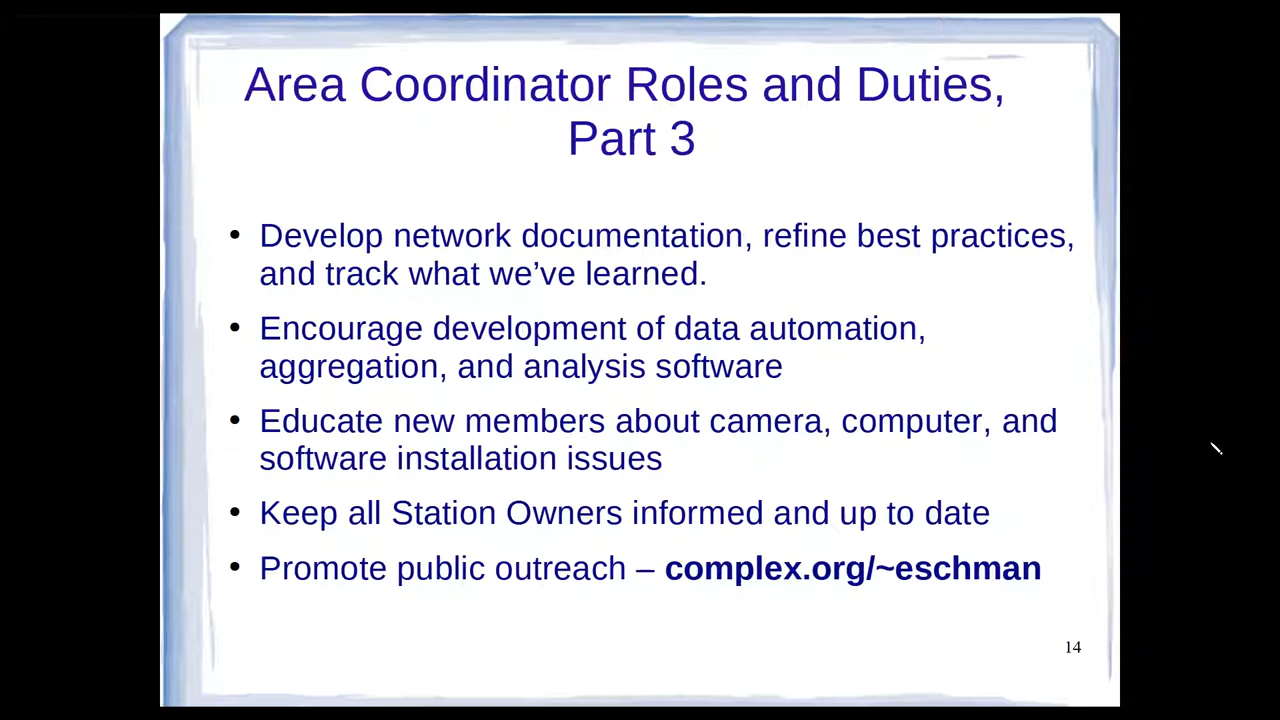 Area Coordinator Roles and Duties,
Part 3
• Develop network documentation, refine best practices,
and track what we’ve learned.
• Encourage development of data automation,
aggregation, and analysis software
• Educate new members about camera, computer, and
software installation issues
• Keep all Station Owners informed and up to date
• Promote public outreach – complex.org/~eschman
14